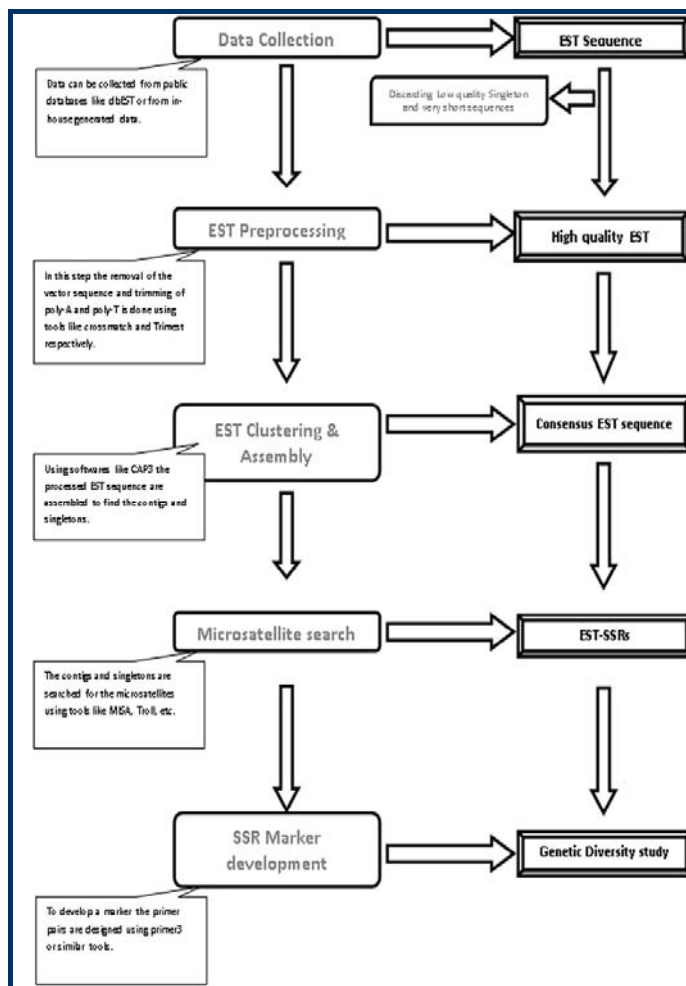 Data Collection
EST Sequence
Data can be collected from public
databases like dbEST or from in-
house generated data.
Discarding Low quality Singleton
and very short sequences
EST Preprocessing
High quality EST
In this step the removal of the
vector sequence and trimming of
poly-A and poly-T is done using
tools like crossmatch and Trimest
respectively.
EST Clustering &
Assembly
Consensus EST sequence
Using softwares like CAP3 the
processed EST sequence are
assembled to find the contigs and
singletons.
Microsatellite search
EST-SSRs
The contigs and singletons are
searched for the microsatellites
using tools like MISA, Troll, etc.
SSR Marker
development
Genetic Diversity study
To develop a marker the primer
pairs are designed using primer3
or similar tools.